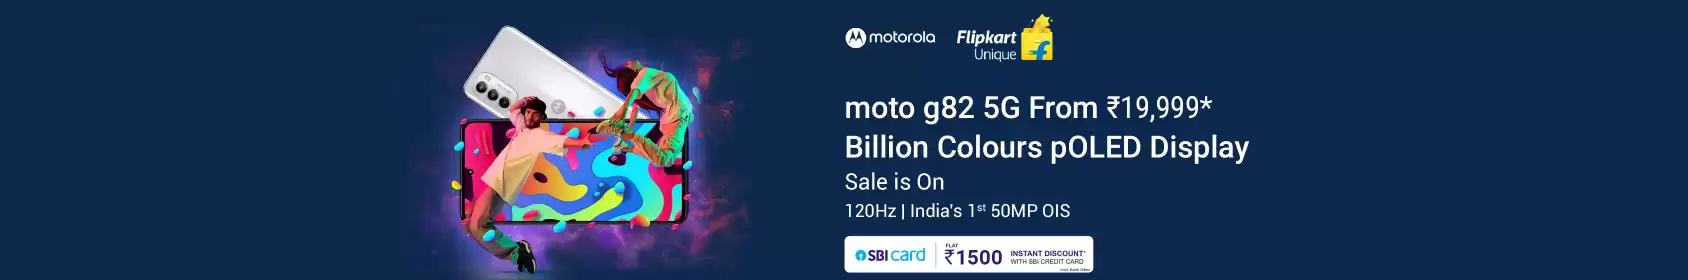 motorola
Flipkart
Unique
moto g82 5G From ₹19,999*
Billion Colours pOLED Display
Sale is On
120Hz | India's 1st 50MP OIS
SBI card
FLAT
₹1500
INSTANT DISCOUNT*
WITH SBI CREDIT CARD